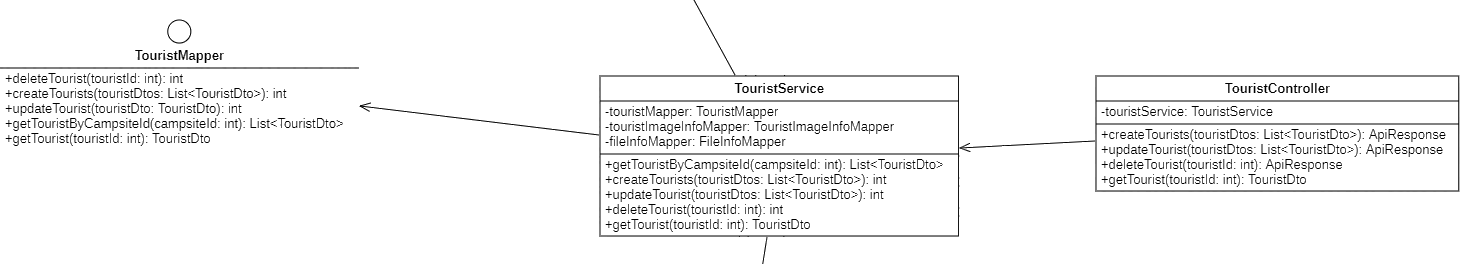 TouristMapper
+deleteTourist(touristId: int): int
+createTourists(touristDtos: List<TouristDto>): int
+updateTourist(touristDto: TouristDto): int
+getTouristByCampsiteId(campsiteId: int): List<TouristDto>
+getTourist(touristId: int): TouristDto
TouristService
-touristMapper: TouristMapper
-touristImageInfoMapper: TouristImageInfoMapper
-fileInfoMapper: FileInfoMapper
+getTouristByCampsiteId(campsiteId: int): List<TouristDto>
+createTourists(touristDtos: List<TouristDto>): int
+updateTourist(touristDtos: List<TouristDto>): int
+deleteTourist(touristId: int): int
+getTourist(touristId: int): TouristDto
TouristController
-touristService: TouristService
+createTourists(touristDtos: List<TouristDto>): ApiResponse
+updateTourist(touristDtos: List<TouristDto>): ApiResponse
+deleteTourist(touristId: int): ApiResponse
+getTourist(touristId: int): TouristDto